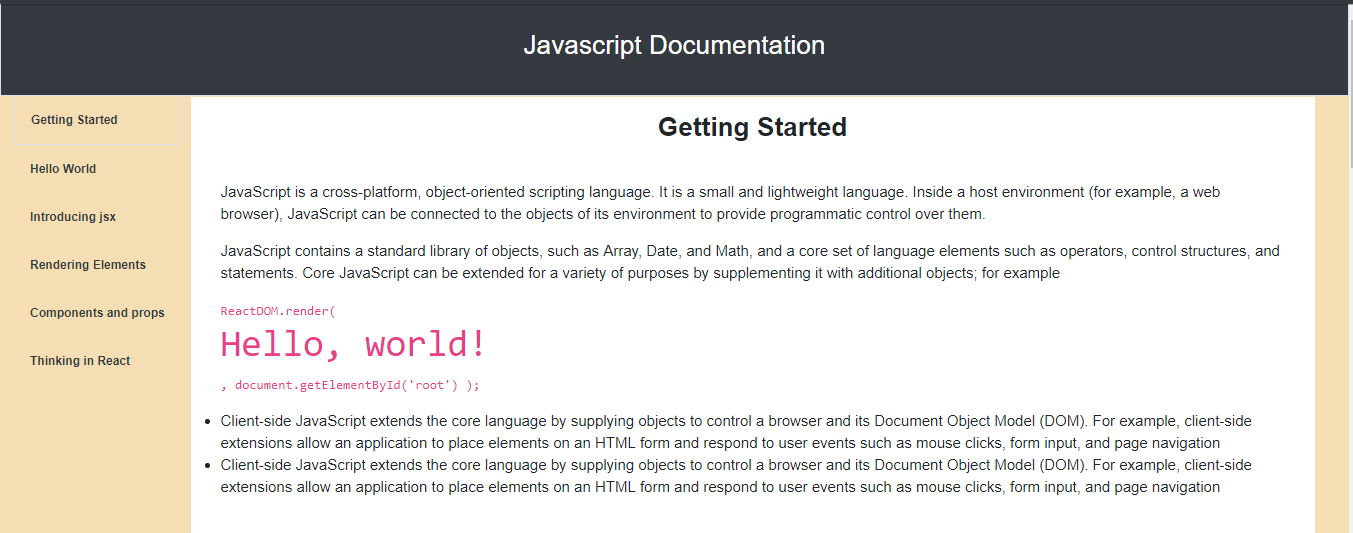 Javascript Documentation
Getting Started
Hello World
Introducing jsx
Rendering Elements
Components and props
Thinking in React
Getting Started
JavaScript is a cross-platform, object-oriented scripting language. It is a small and lightweight language. Inside a host environment (for example, a web
browser), JavaScript can be connected to the objects of its environment to provide programmatic control over them.
JavaScript contains a standard library of objects, such as Array, Date, and Math, and a core set of language elements such as operators, control structures, and
statements. Core JavaScript can be extended for a variety of purposes by supplementing it with additional objects; for example
ReactDOM.render(
Hello, world!
, document.getElementById('root') );
• Client-side JavaScript extends the core language by supplying objects to control a browser and its Document Object Model (DOM). For example, client-side
extensions allow an application to place elements on an HTML form and respond to user events such as mouse clicks, form input, and page navigation
• Client-side JavaScript extends the core language by supplying objects to control a browser and its Document Object Model (DOM). For example, client-side
extensions allow an application to place elements on an HTML form and respond to user events such as mouse clicks, form input, and page navigation